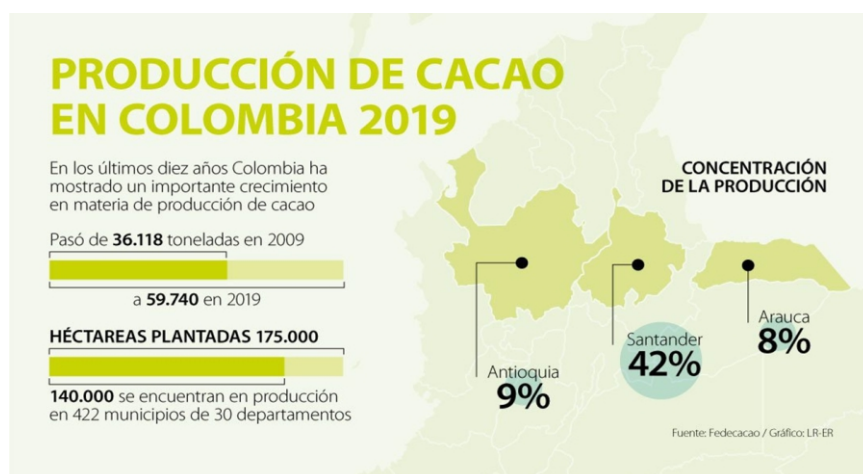 PRODUCCIÓN DE CACAO
EN COLOMBIA 2019
En los últimos diez años Colombia ha
mostrado un importante crecimiento
en materia de producción de cacao
Pasó de 36.118 toneladas en 2009
a 59.740 en 2019
HÉCTAREAS PLANTADAS 175.000
140.000 se encuentran en producción
en 422 municipios de 30 departamentos
CONCENTRACIÓN
DE LA PRODUCCIÓN
Antioquia
9%
Santander
42%
Arauca
8%
Fuente: Fedecacao / Gráfico: LR-ER